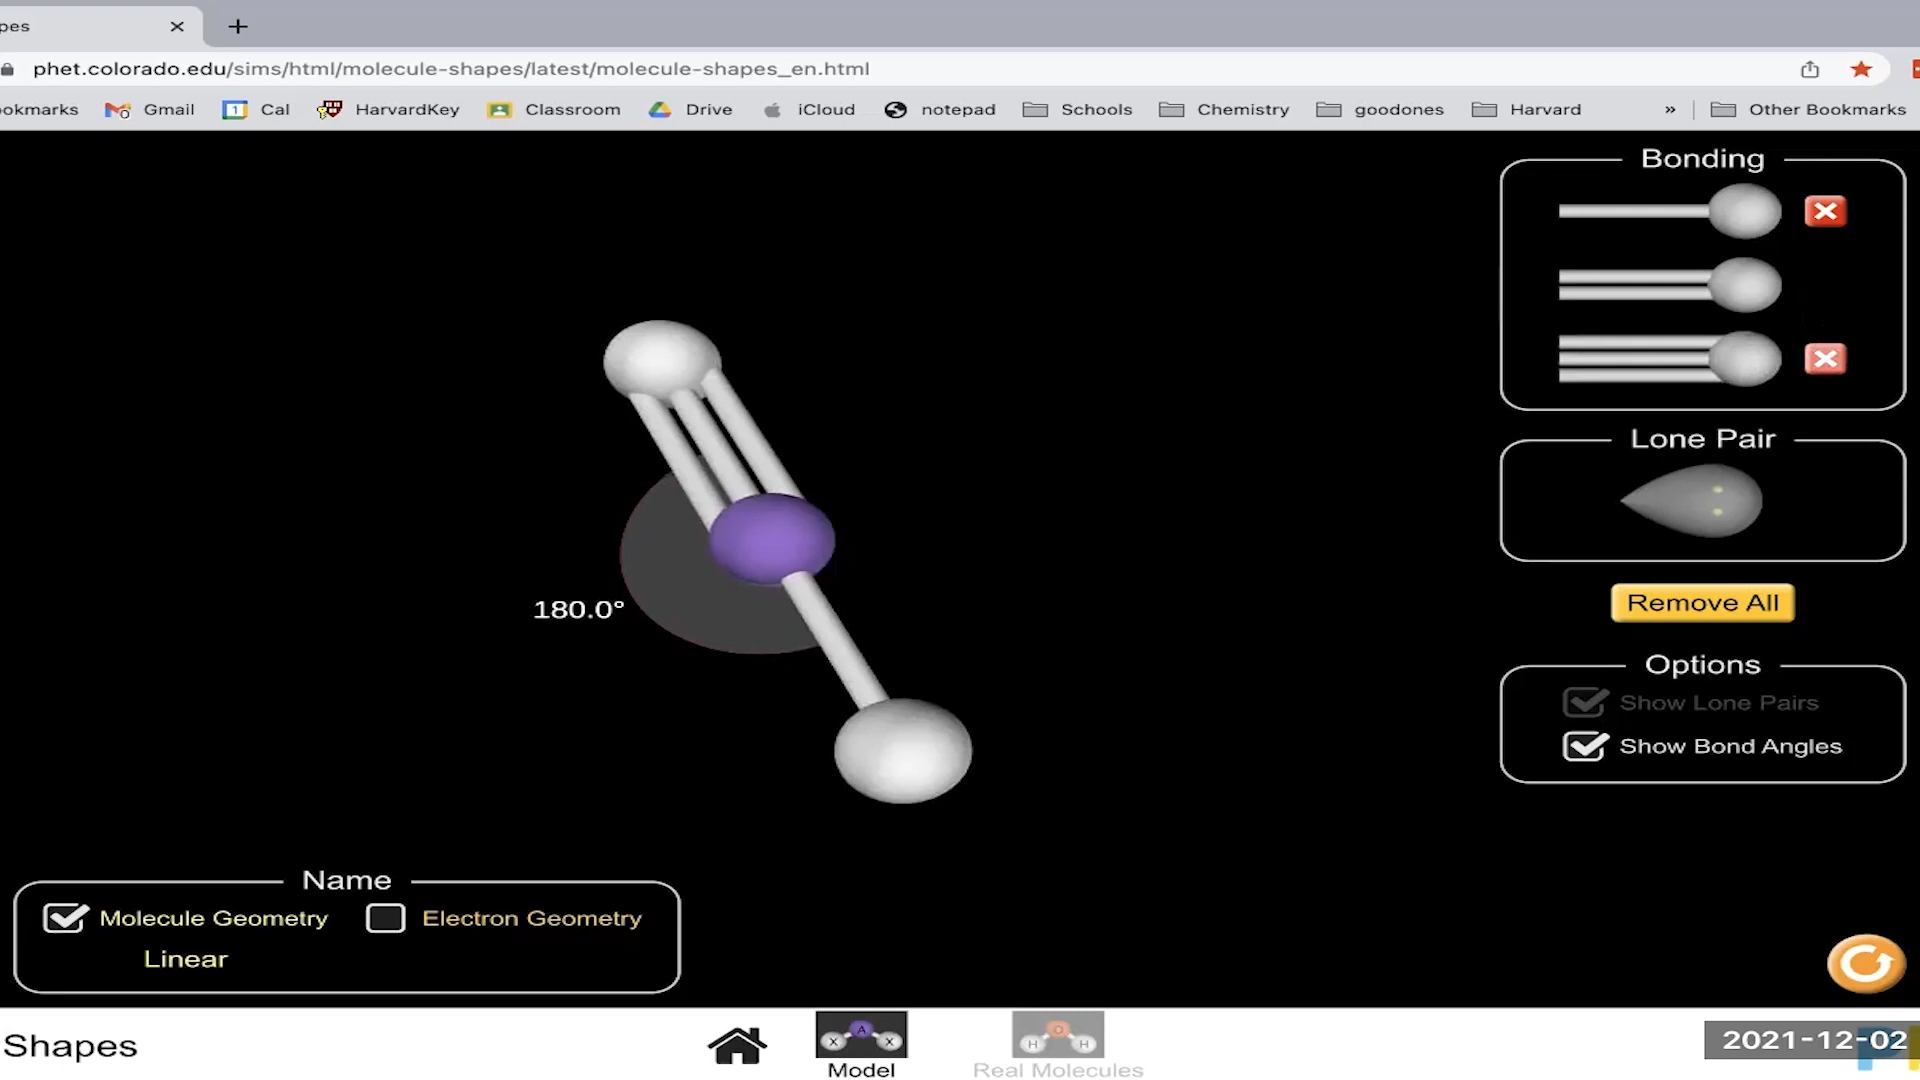 pes
phet.colorado.edu/sims/html/molecule-shapes/latest/molecule-shapes_en.html
ookmarks Gmail 1 Cal HarvardKey Classroom Drive iCloud notepad Schools Chemistry goodones Harvard » Other Bookmarks
Bonding
Lone Pair
Remove All
Options
Show Lone Pairs
Show Bond Angles
180.0°
Name
Molecule Geometry Electron Geometry
Linear
Shapes
X A X
Model
H O H
Real Molecules
2021-12-02